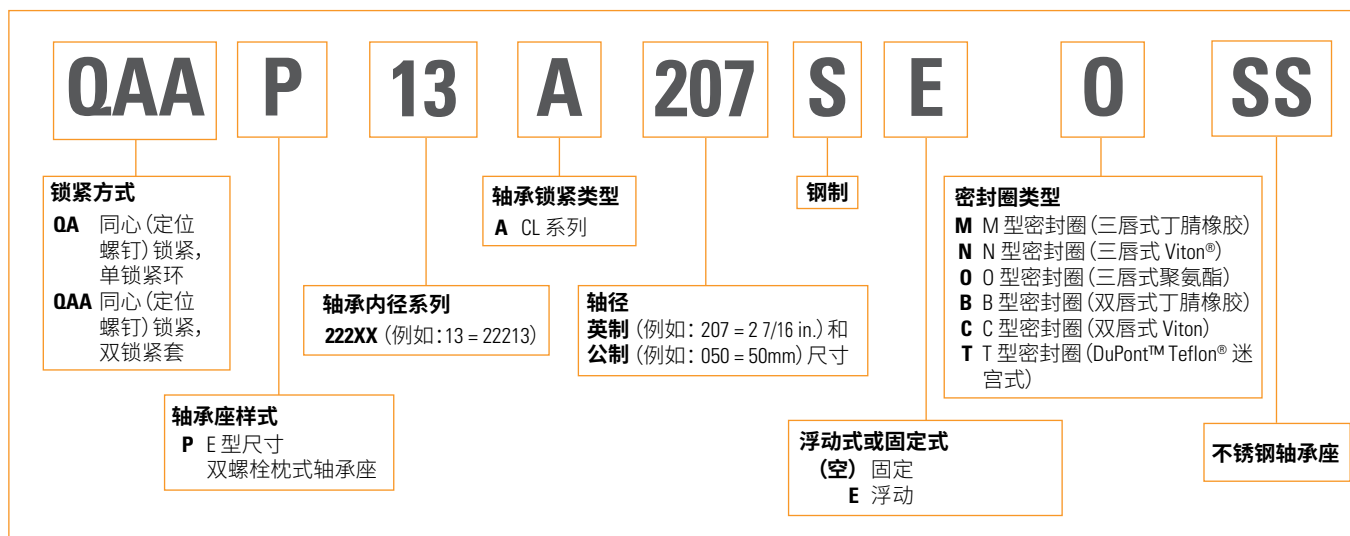 QAA P 13 A 207 S E O SS
锁紧方式
QA 同心(定位
螺钉)锁紧，
单锁紧环
QAA 同心(定位
螺钉)锁紧，
双锁紧套
轴承座样式
P E 型尺寸
双螺栓枕式轴承座
轴承内径系列
222XX (例如：13 = 22213)
轴承锁紧类型
A CL 系列
轴径
英制 (例如：207 = 2 7/16 in.) 和
公制 (例如：050 = 50mm) 尺寸
钢制
浮动式或固定式
(空) 固定
E 浮动
密封圈类型
M M 型密封圈(三唇式丁腈橡胶)
N N 型密封圈(三唇式 Viton®)
O O 型密封圈(三唇式聚氨酯)
B B 型密封圈(双唇式丁腈橡胶)
C C 型密封圈(双唇式 Viton)
T T 型密封圈(DuPont™ Teflon® 迷
宫式)
不锈钢轴承座